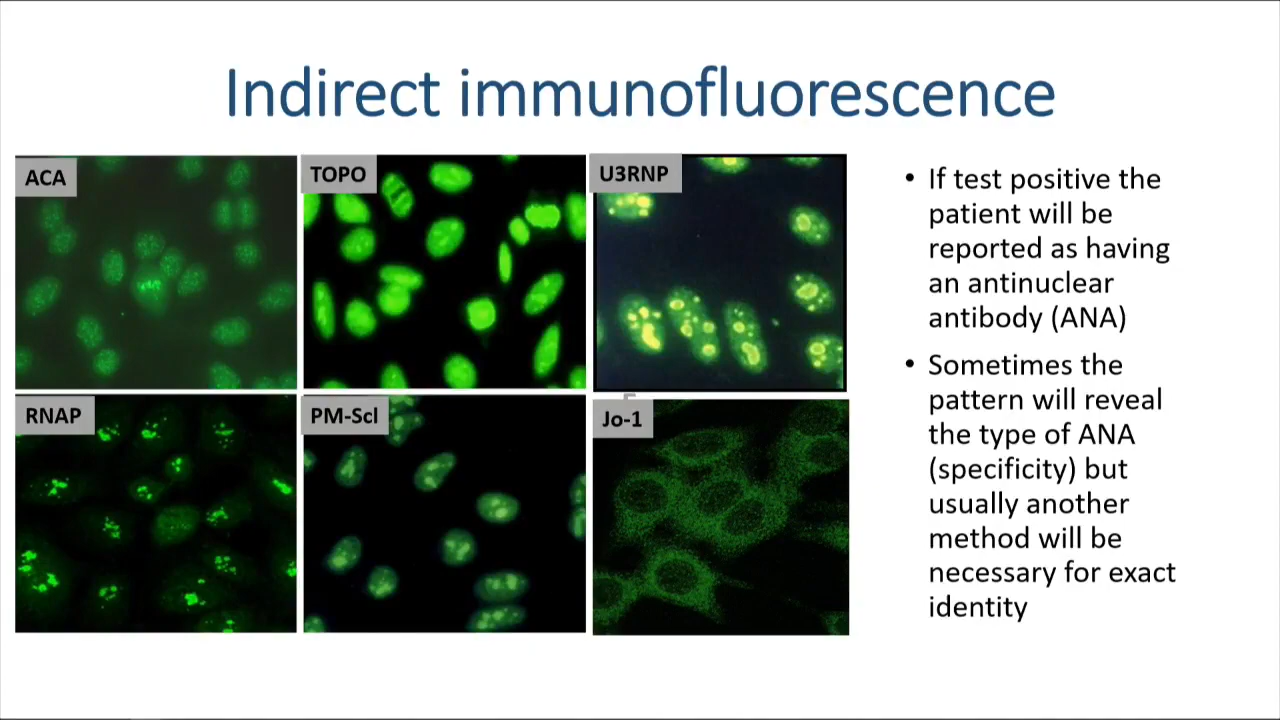 Indirect immunofluorescence
ACA
TOPO
U3RNP
RNAP
PM-Scl
Jo-1
• If test positive the
patient will be
reported as having
an antinuclear
antibody (ANA)
• Sometimes the
pattern will reveal
the type of ANA
(specificity) but
usually another
method will be
necessary for exact
identity